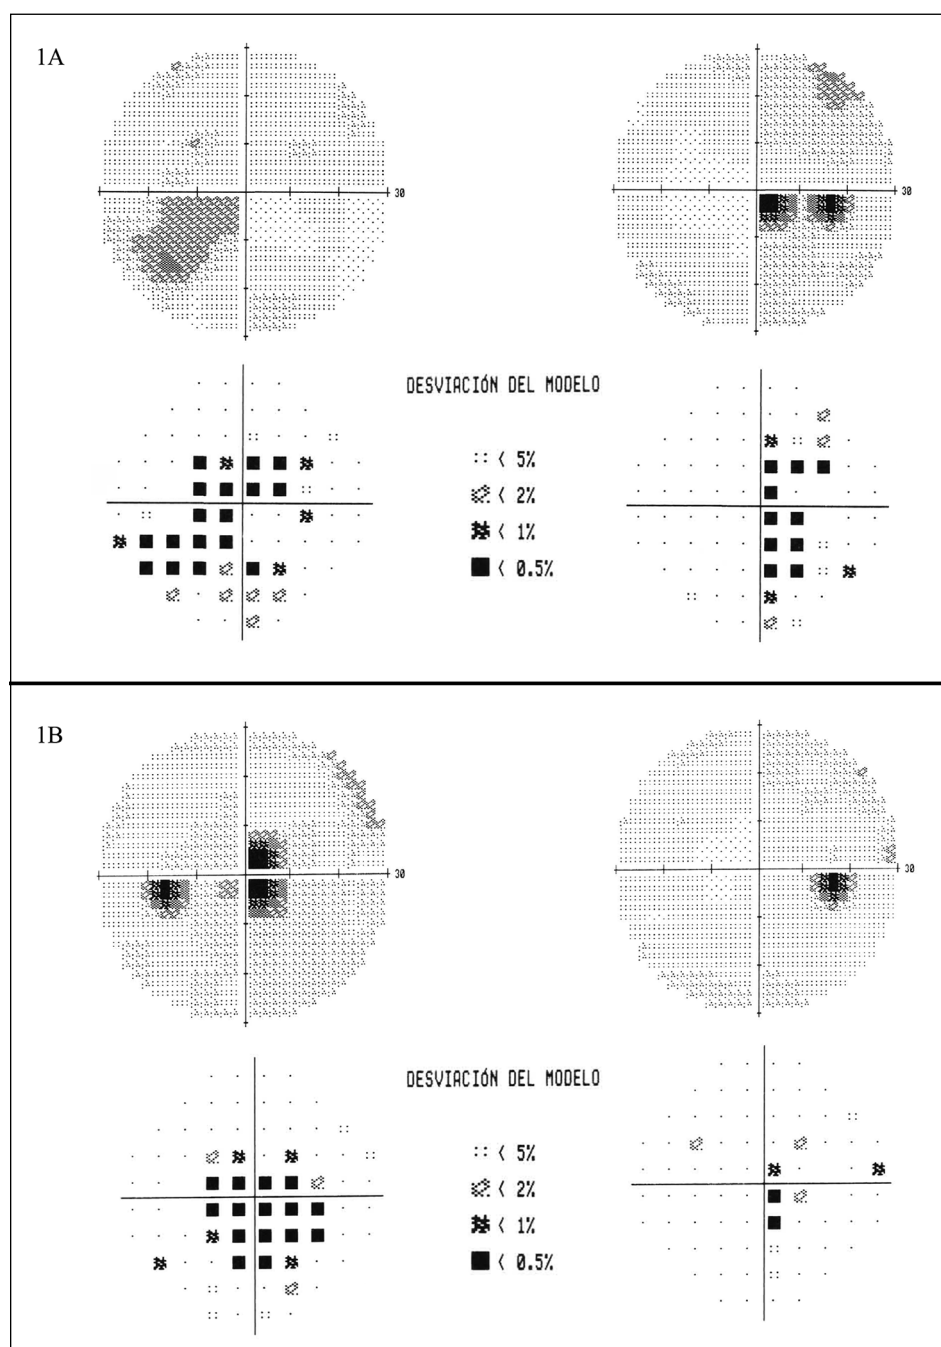 1A
30
30
DESVIACIÓN DEL MODELO
:: < 5%
< 2%
< 1%
■ < 0.5%
1B
30
30
DESVIACIÓN DEL MODELO
:: < 5%
< 2%
< 1%
■ < 0.5%